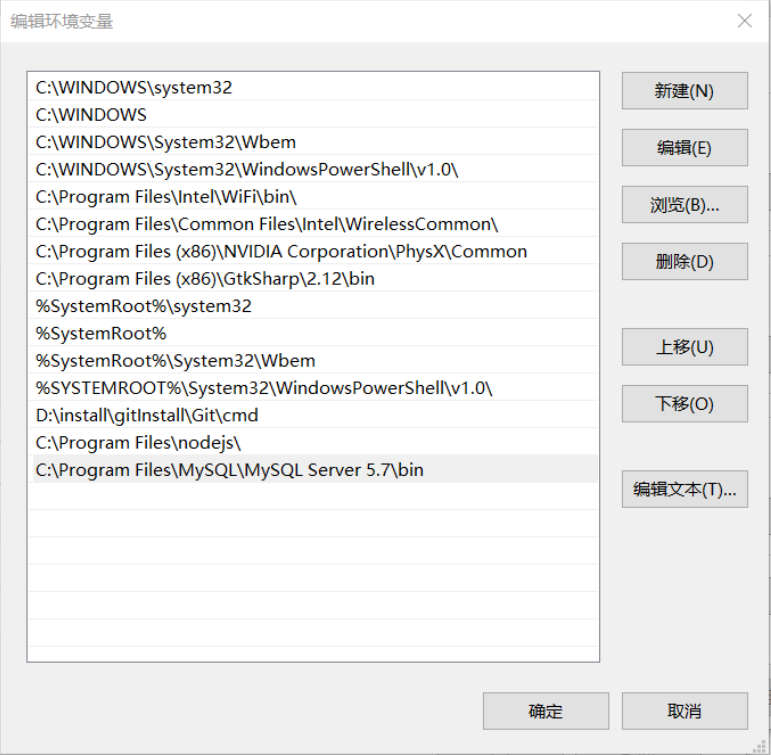 编辑环境变量
C:\WINDOWS\system32
C:\WINDOWS
C:\WINDOWS\System32\Wbem
C:\WINDOWS\System32\WindowsPowerShell\v1.0\
C:\Program Files\Intel\WiFi\bin\
C:\Program Files\Common Files\Intel\WirelessCommon\
C:\Program Files (x86)\NVIDIA Corporation\PhysX\Common
C:\Program Files (x86)\GtkSharp\2.12\bin
%SystemRoot%\system32
%SystemRoot%
%SystemRoot%\System32\Wbem
%SYSTEMROOT%\System32\WindowsPowerShell\v1.0\
D:\install\gitInstall\Git\cmd
C:\Program Files\nodejs\
C:\Program Files\MySQL\MySQL Server 5.7\bin
新建(N)
编辑(E)
浏览(B)...
删除(D)
上移(U)
下移(O)
编辑文本(T)...
确定
取消